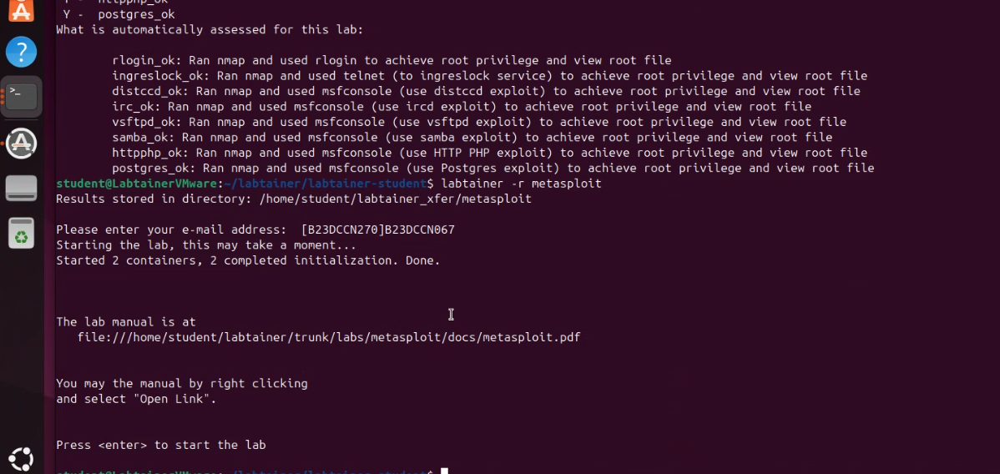 Y - httpphp_ok
Y - postgres_ok
What is automatically assessed for this lab:
rlogin_ok: Ran nmap and used rlogin to achieve root privilege and view root file
ingreslock_ok: Ran nmap and used telnet (to ingreslock service) to achieve root privilege and view root file
distccd_ok: Ran nmap and used msfconsole (use distccd exploit) to achieve root privilege and view root file
irc_ok: Ran nmap and used msfconsole (use ircd exploit) to achieve root privilege and view root file
vsftpd_ok: Ran nmap and used msfconsole (use vsftpd exploit) to achieve root privilege and view root file
samba_ok: Ran nmap and used msfconsole (use samba exploit) to achieve root privilege and view root file
httpphp_ok: Ran nmap and used msfconsole (use HTTP PHP exploit) to achieve root privilege and view root file
postgres_ok: Ran nmap and used msfconsole (use Postgres exploit) to achieve root privilege and view root file
student@LabtainerVMware:~/labtainer/labtainer-student$ labtainer -r metasploit
Results stored in directory: /home/student/labtainer_xfer/metasploit
Please enter your e-mail address:  [B23DCCN270]B23DCCN067
Starting the lab, this may take a moment...
Started 2 containers, 2 completed initialization. Done.
The lab manual is at
file:///home/student/labtainer/trunk/labs/metasploit/docs/metasploit.pdf
You may the manual by right clicking
and select "Open Link".
Press <enter> to start the lab
student@LabtainerVMware:~/labtainer/labtainer-student$